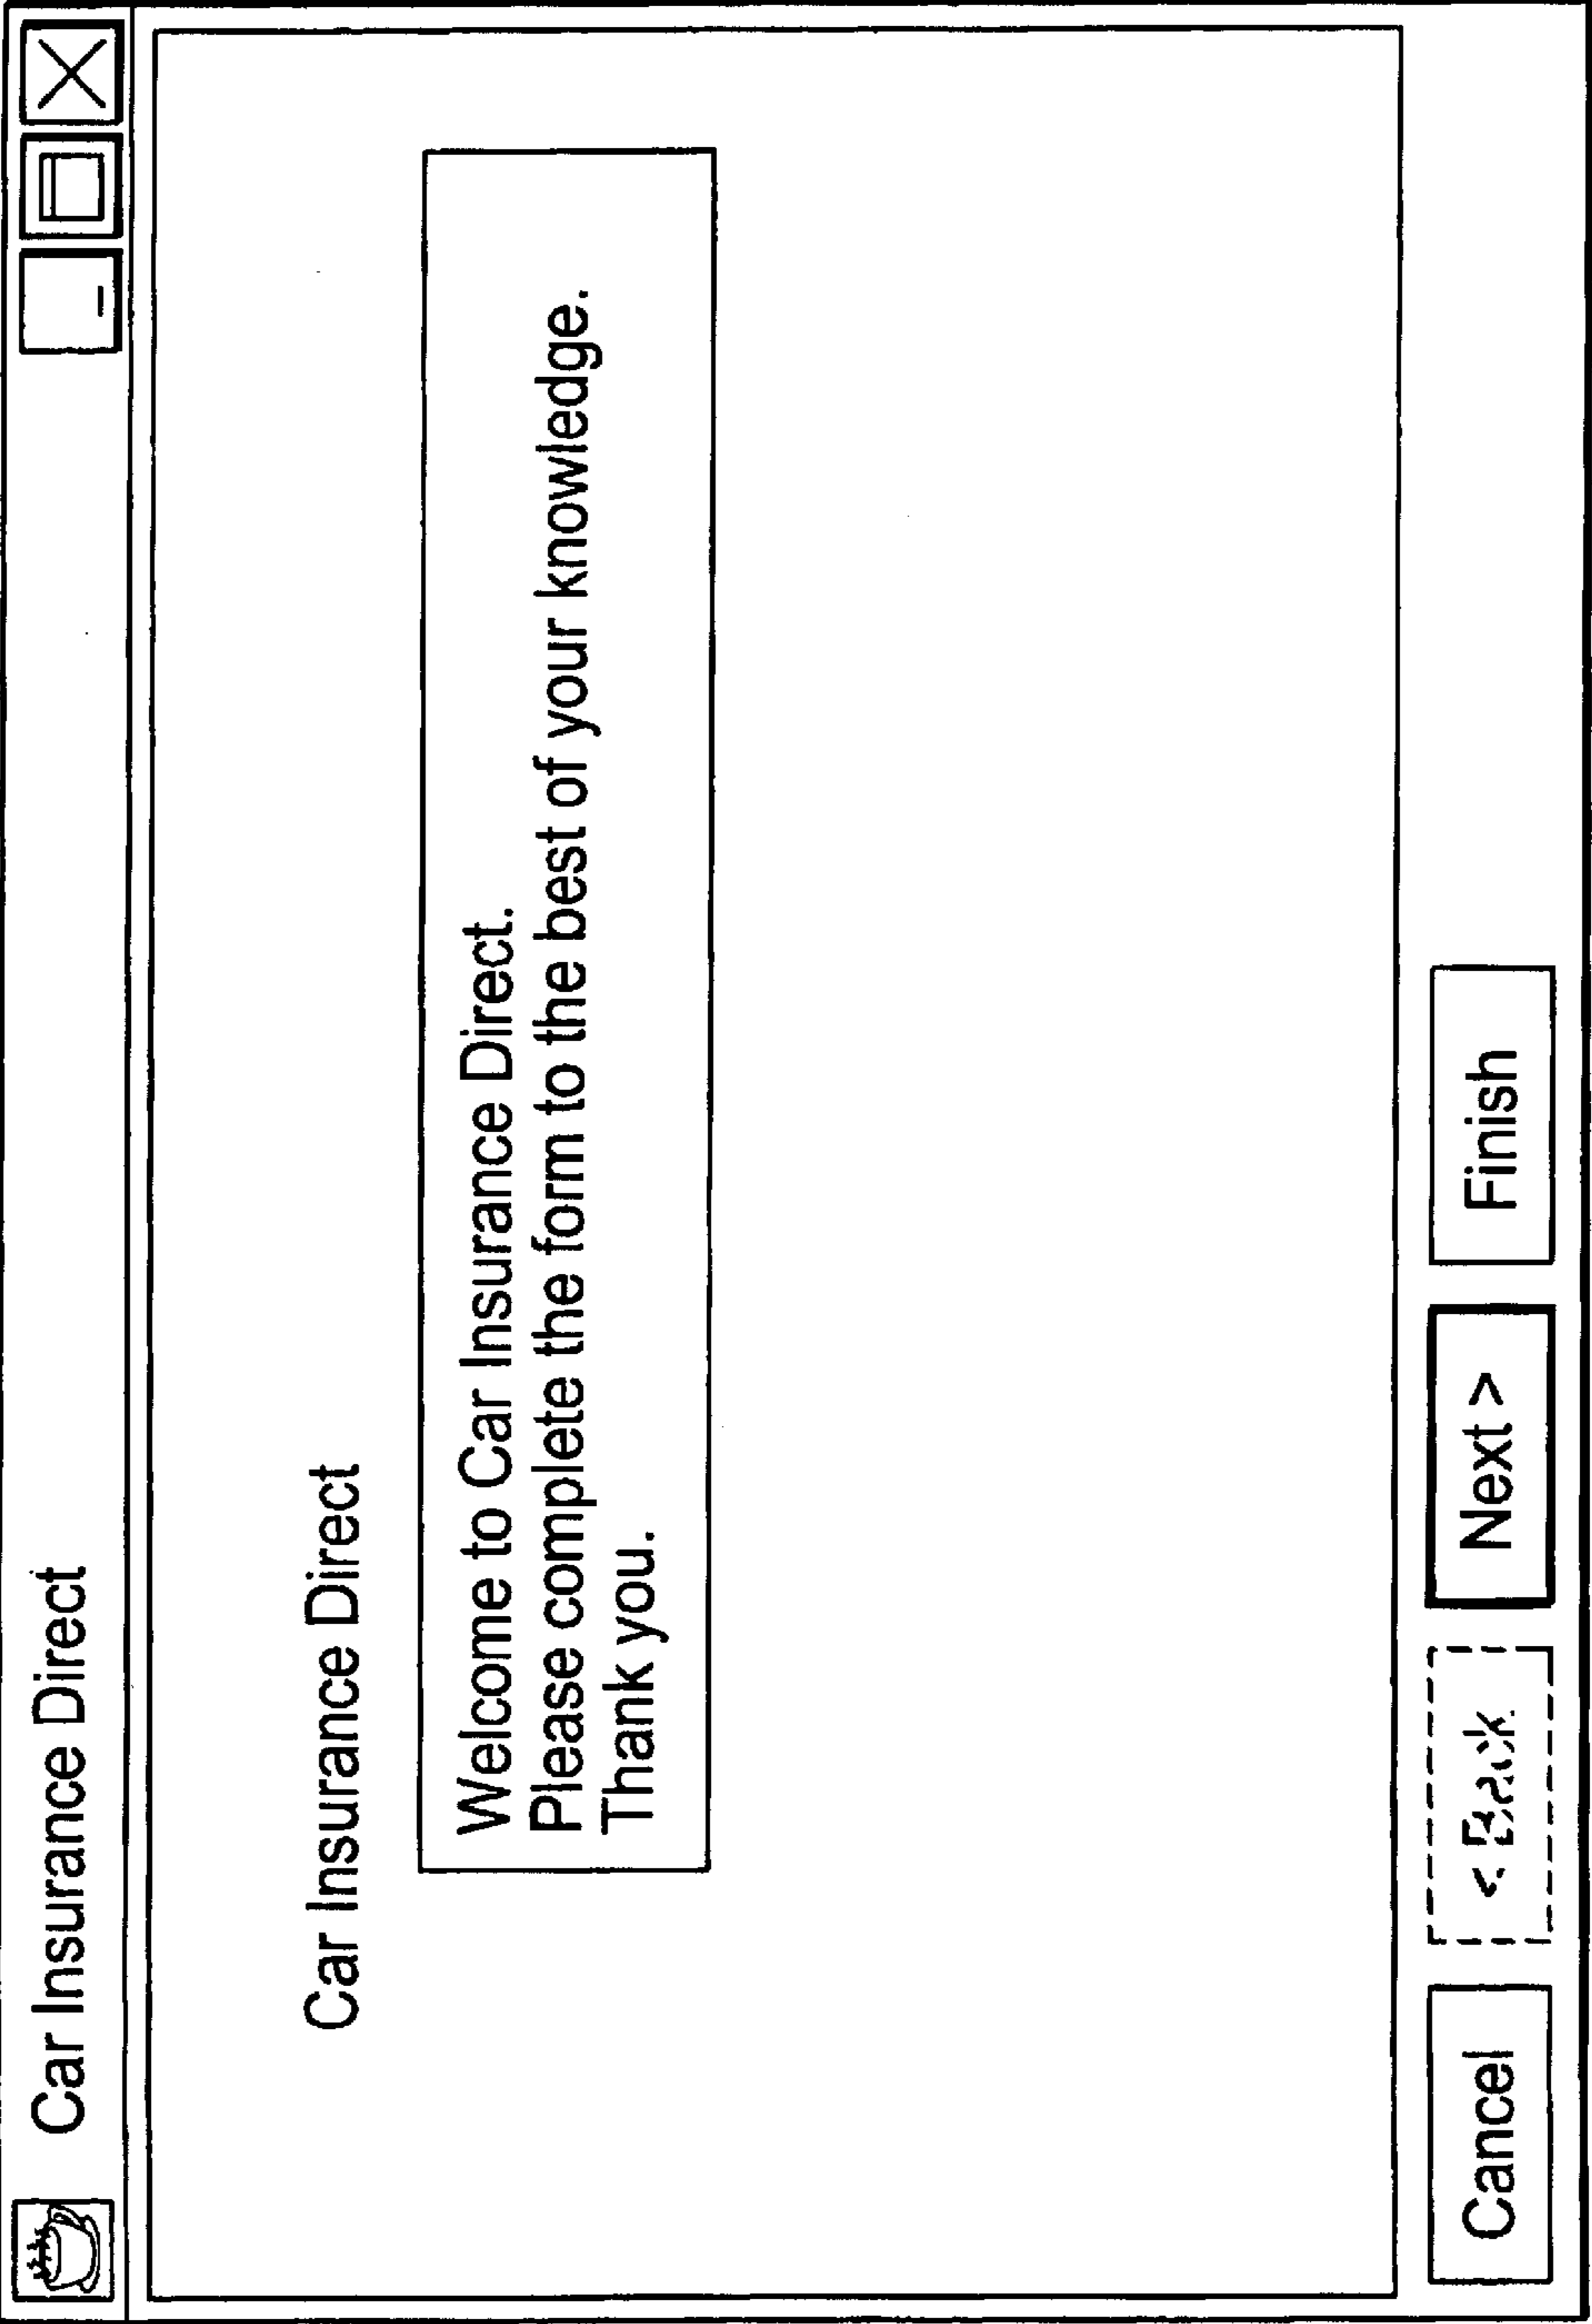 Car Insurance Direct
Car Insurance Direct
Welcome to Car Insurance Direct.
Please complete the form to the best of your knowledge.
Thank you.
Cancel
< Back
Next >
Finish